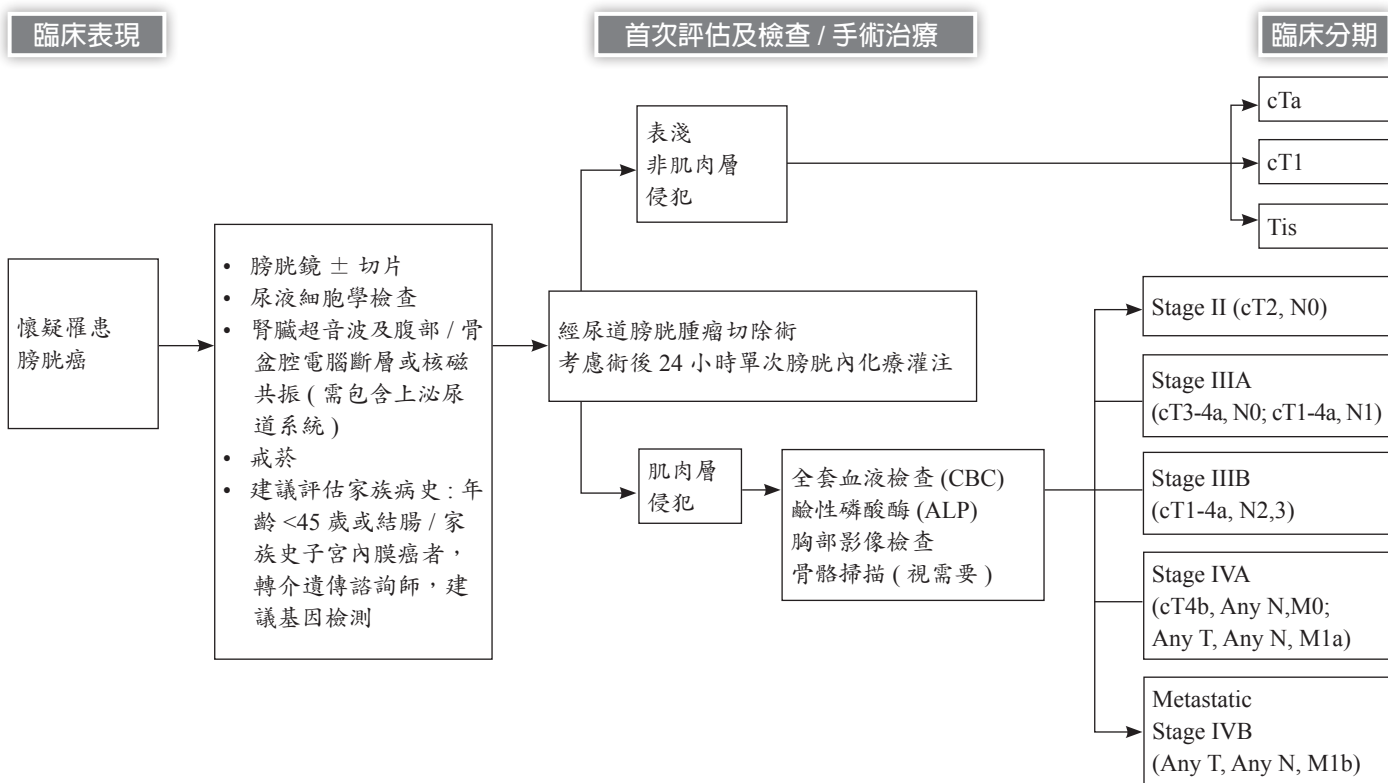 臨床表現
首次評估及檢查 / 手術治療
臨床分期
懷疑罹患
膀胱癌
• 膀胱鏡 ± 切片
• 尿液細胞學檢查
• 腎臟超音波及腹部 / 骨
盆腔電腦斷層或核磁
共振 ( 需包含上泌尿
道系統 )
• 戒菸
• 建議評估家族病史 : 年
齡 <45 歲或結腸 / 家
族史子宮內膜癌者，
轉介遺傳諮詢師，建
議基因檢測
表淺
非肌肉層
侵犯
經尿道膀胱腫瘤切除術
考慮術後 24 小時單次膀胱內化療灌注
肌肉層
侵犯
全套血液檢查 (CBC)
鹼性磷酸酶 (ALP)
胸部影像檢查
骨骼掃描 ( 視需要 )
cTa
cT1
Tis
Stage II (cT2, N0)
Stage IIIA
(cT3-4a, N0; cT1-4a, N1)
Stage IIIB
(cT1-4a, N2,3)
Stage IVA
(cT4b, Any N,M0;
Any T, Any N, M1a)
Metastatic
Stage IVB
(Any T, Any N, M1b)